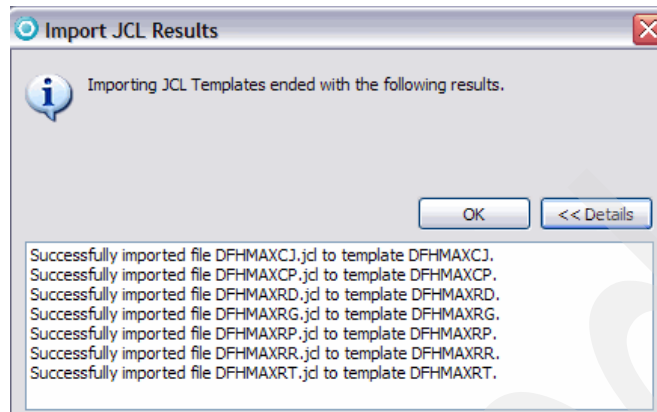 Import JCL Results
Importing JCL Templates ended with the following results.
OK
<< Details
Successfully imported file DFHMAXCJ.jcl to template DFHMAXCJ.
Successfully imported file DFHMAXCP.jcl to template DFHMAXCP.
Successfully imported file DFHMAXRD.jcl to template DFHMAXRD.
Successfully imported file DFHMAXRG.jcl to template DFHMAXRG.
Successfully imported file DFHMAXRP.jcl to template DFHMAXRP.
Successfully imported file DFHMAXRR.jcl to template DFHMAXRR.
Successfully imported file DFHMAXRT.jcl to template DFHMAXRT.